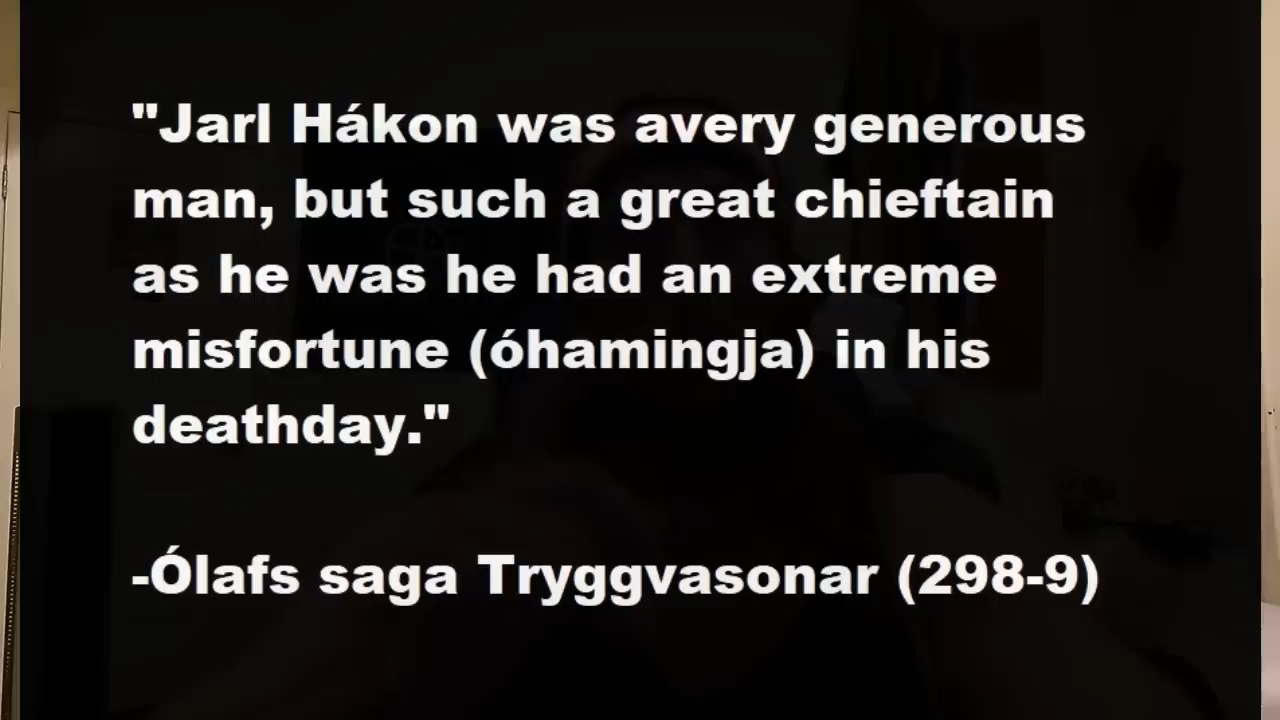 "Jarl Hákon was avery generous
man, but such a great chieftain
as he was he had an extreme
misfortune (óhamingja) in his
deathday."
-Ólafs saga Tryggvasonar (298-9)